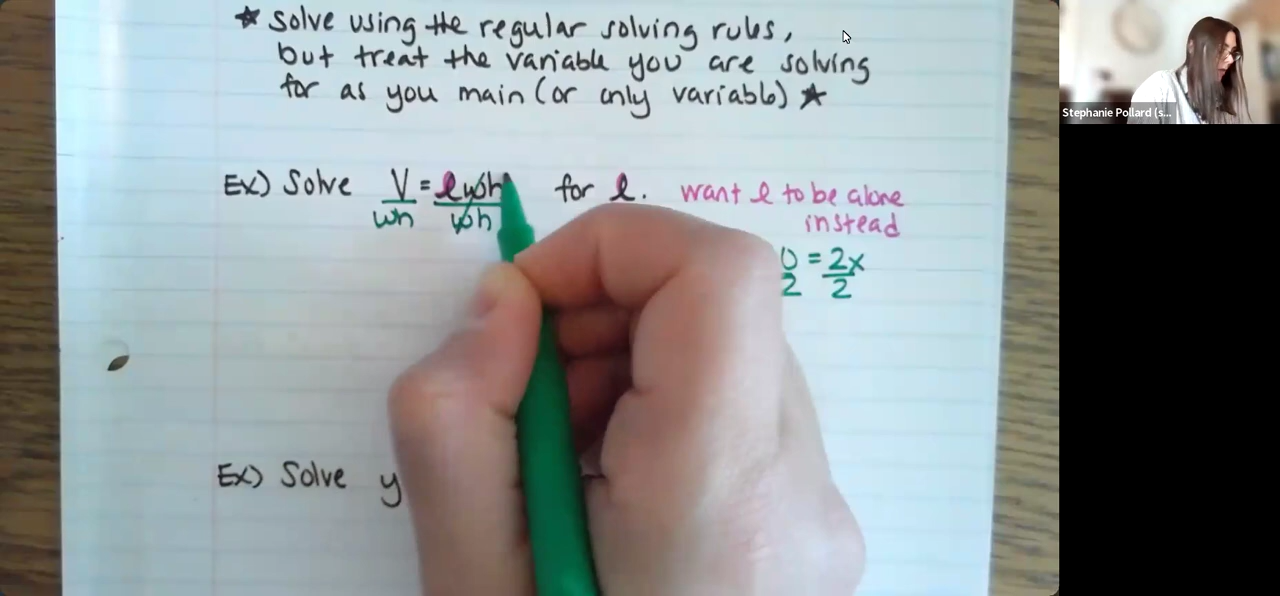 ★ Solve using the regular solving rules,
but treat the variable you are solving
for as you main (or only variable) ★
Ex) Solve V/wh = lwh/wh for l. want l to be alone
instead
0/2 = 2x/2
Ex) Solve y
Stephanie Pollard (s...